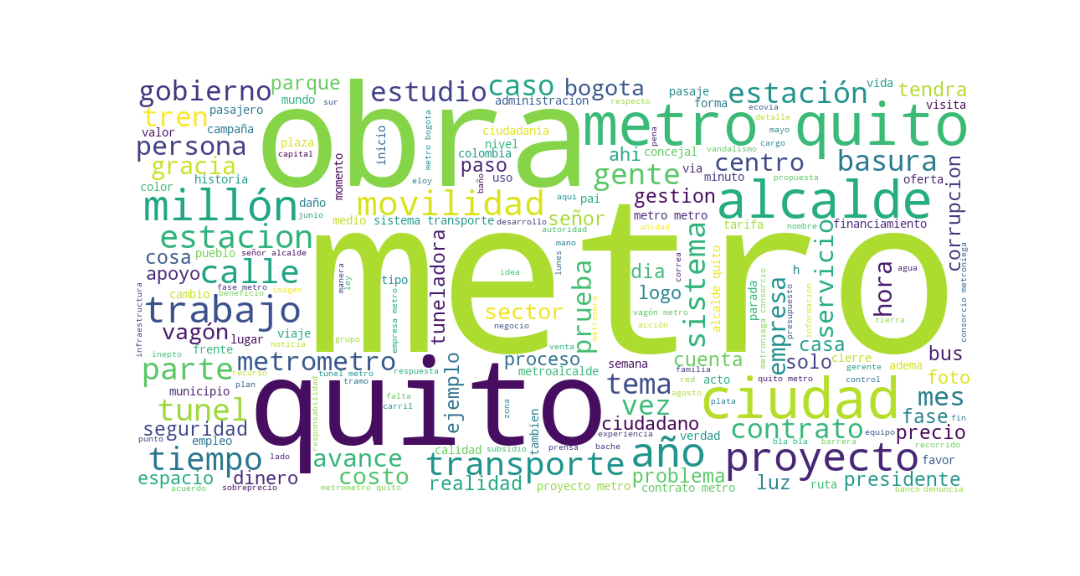 gobierno
parque
estudio
caso
bogota
pasaje
estación
vida
tendra
mundo
sur
administracion
respecto
forma
ecovia
visita
tren
pasajero
obra
metro quito
detalle
valor
campaña
plaza
inicio
metro bogota
ciudadania
nivel
mayo
cargo
persona
capital
colombia
ahi
concejal
pena
vandalismo
gracia
momento
paso
via
centro
basura
historia
eloy
baño
uso
gente
minuto
propuesta
oferta
corrupcion
color
daño
movilidad
aqui
pai
gestion
alcalde
millón
junio
medio
sistema transporte
desarrollo
señor
metro metro
tarifa
nombre
financiamiento
estacion
autoridad
unidad
servicio
pueblo
señor alcalde
metro
mano
sistema
alcalde quito
h
hora
correa
agua
cosa
manera
ley
tuneladora
lunes
prueba
dia
parada
informacion
consorcio metroniega
apoyo
calle
tipo
idea
metroobra
logo
empresa
presupuesto
metroniega consorcio
infraestructura
fase metro
cambio
beneficio
imagen
trabajo
empresa metro
sector
vagón metro
tierra
vagón
lugar
viaje
grupo
negocio
acción
casa
noticia
frente
inepto
venta
semana
solo
cierre
adema
bus
metrometro
proceso
cuenta
gerente
parte
recurso
tunel metro
respuesta
ejemplo
metroalcalde
familia
red
acto
quito metro
control
foto
municipio
plan
tramo
responsabilidad
quito
tema
agosto
plata
ciudad
mes
tunel
falta
carril
zona
vez
fase
fin
seguridad
empleo
tambien
experiencia
ciudadano
verdad
contrato
bla bla
barrera
equipo
precio
punto
lado
calidad
subsidio
prensa
bache
año
proyecto
recorrido
tiempo
avance
transporte
favor
espacio
dinero
costo
realidad
problema
luz
ruta
presidente
acuerdo
sobreprecio
metrometro quito
proyecto metro
contrato metro
banco
denuncia